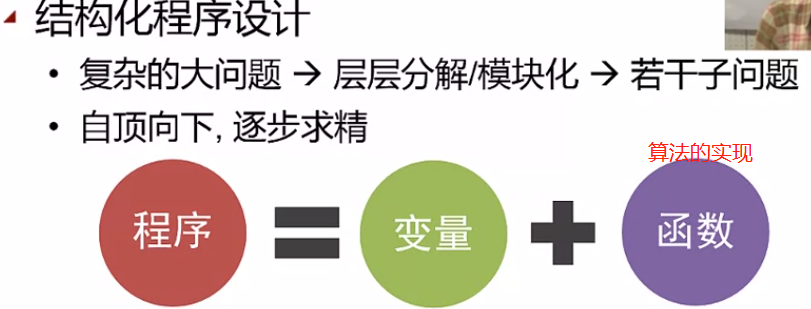 结构化程序设计
• 复杂的大问题 → 层层分解/模块化 → 若干子问题
• 自顶向下, 逐步求精
算法的实现
程序 = 变量 + 函数